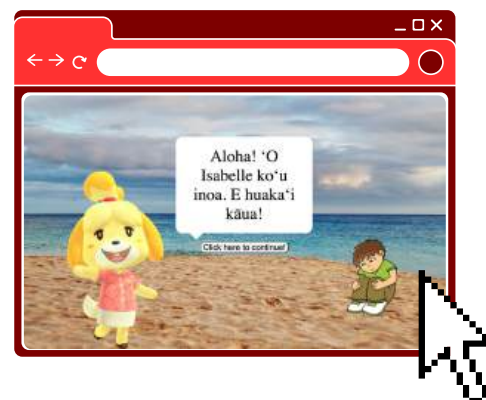 Aloha! ʻO
Isabelle koʻu
inoa. E huakaʻi
kāua!
Click here to continue!